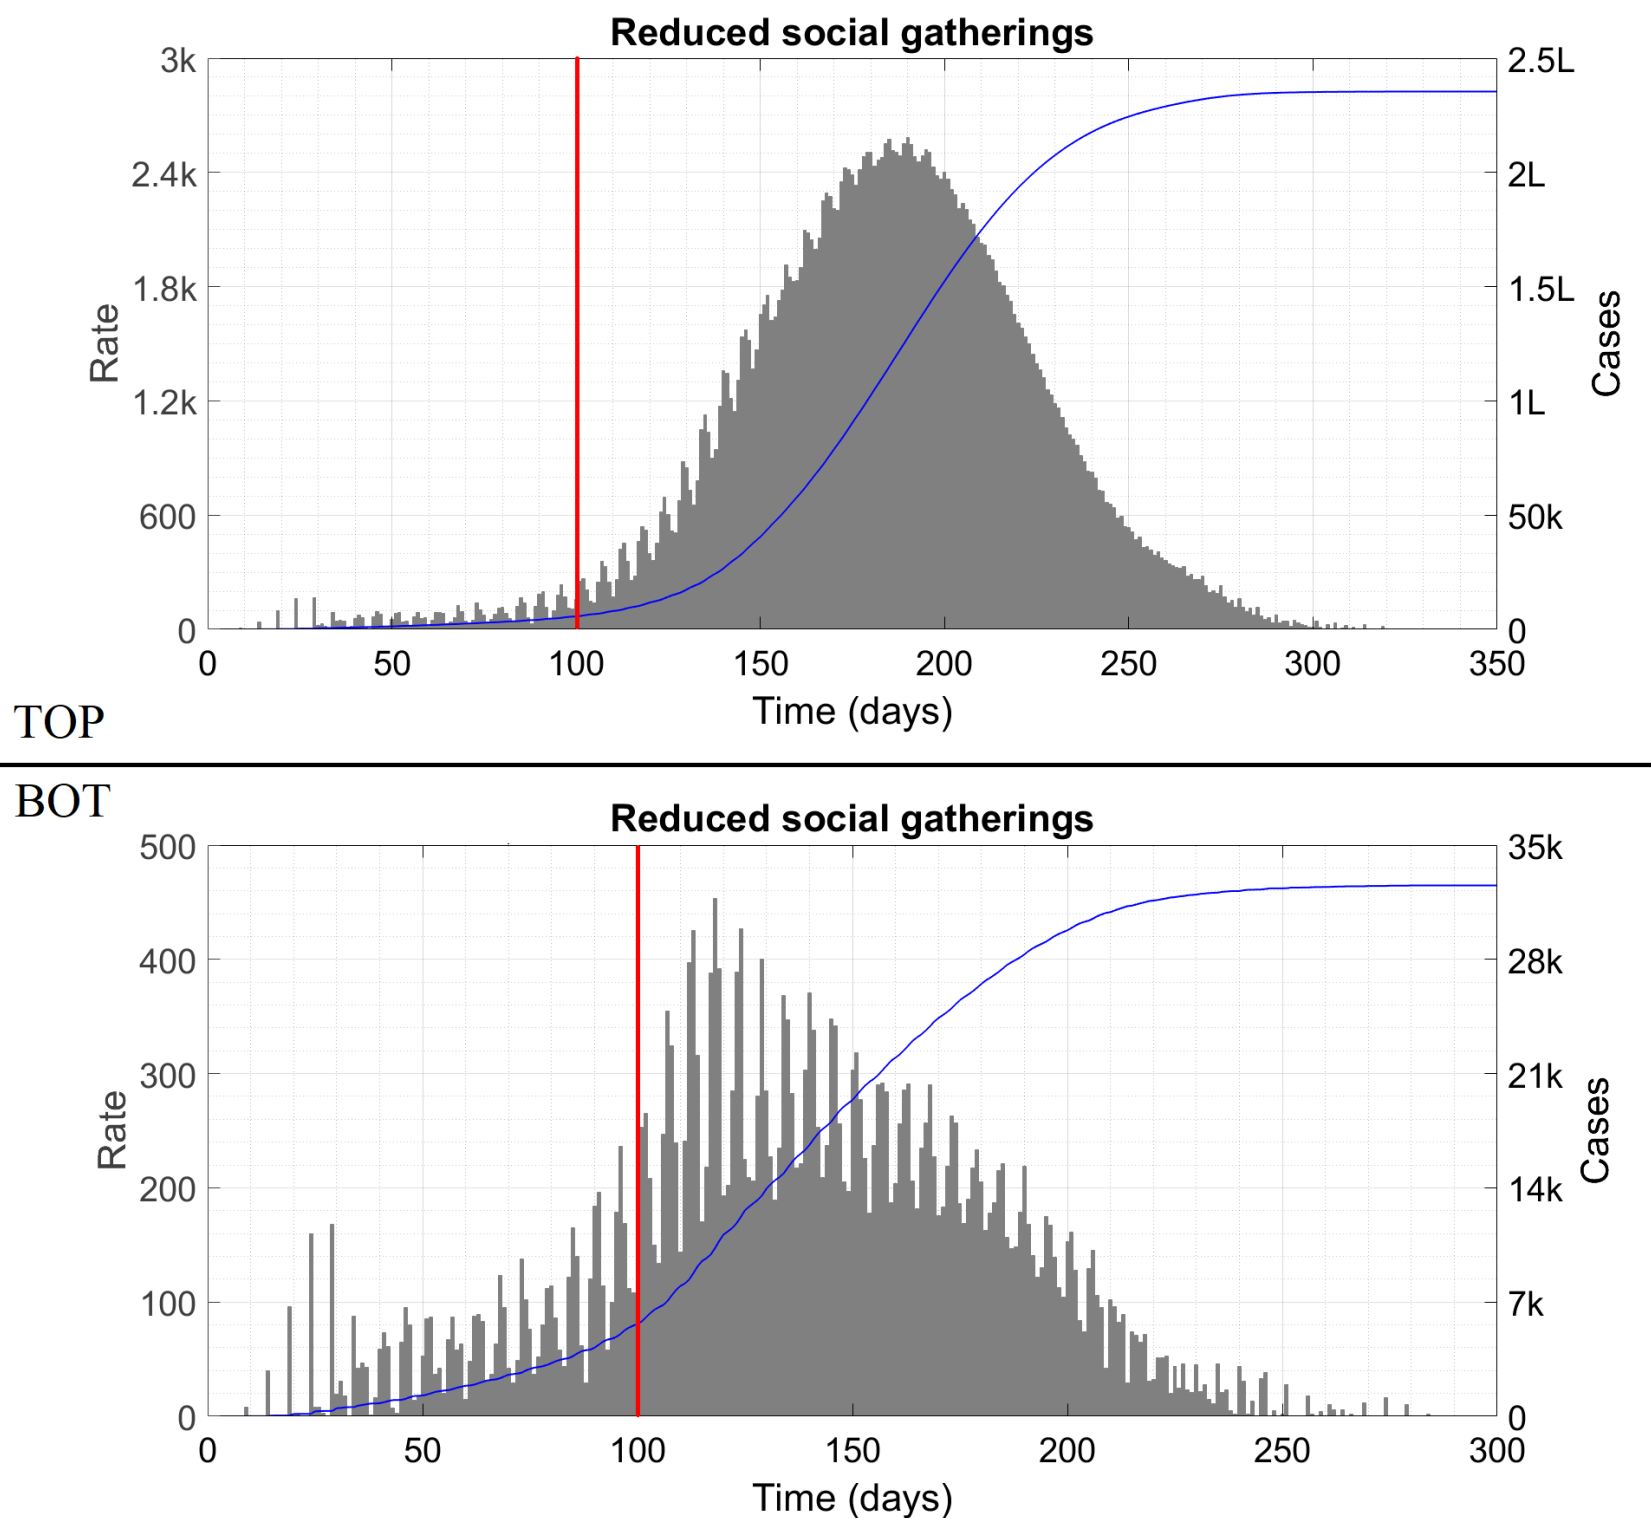 Reduced social gatherings
3k 2.5L
2.4k 2L
1.8k 1.5L
Rate Cases
1.2k 1L
600 50k
0 0
0 50 100 150 200 250 300 350
Time (days)
TOP
BOT
Reduced social gatherings
500 35k
400 28k
300 21k
Rate Cases
200 14k
100 7k
0 0
0 50 100 150 200 250 300
Time (days)